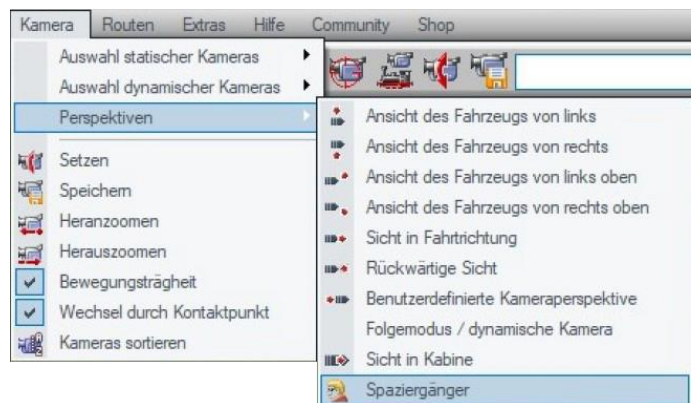 Kamera Routen Extras Hilfe Community Shop
Auswahl statischer Kameras
Auswahl dynamischer Kameras
Perspektiven
Setzen
Speichern
Heranzoomen
Herauszoomen
Bewegungsträgheit
Wechsel durch Kontaktpunkt
Kameras sortieren
Ansicht des Fahrzeugs von links
Ansicht des Fahrzeugs von rechts
Ansicht des Fahrzeugs von links oben
Ansicht des Fahrzeugs von rechts oben
Sicht in Fahrtrichtung
Rückwärtige Sicht
Benutzerdefinierte Kameraperspektive
Folgemodus / dynamische Kamera
Sicht in Kabine
Spaziergänger